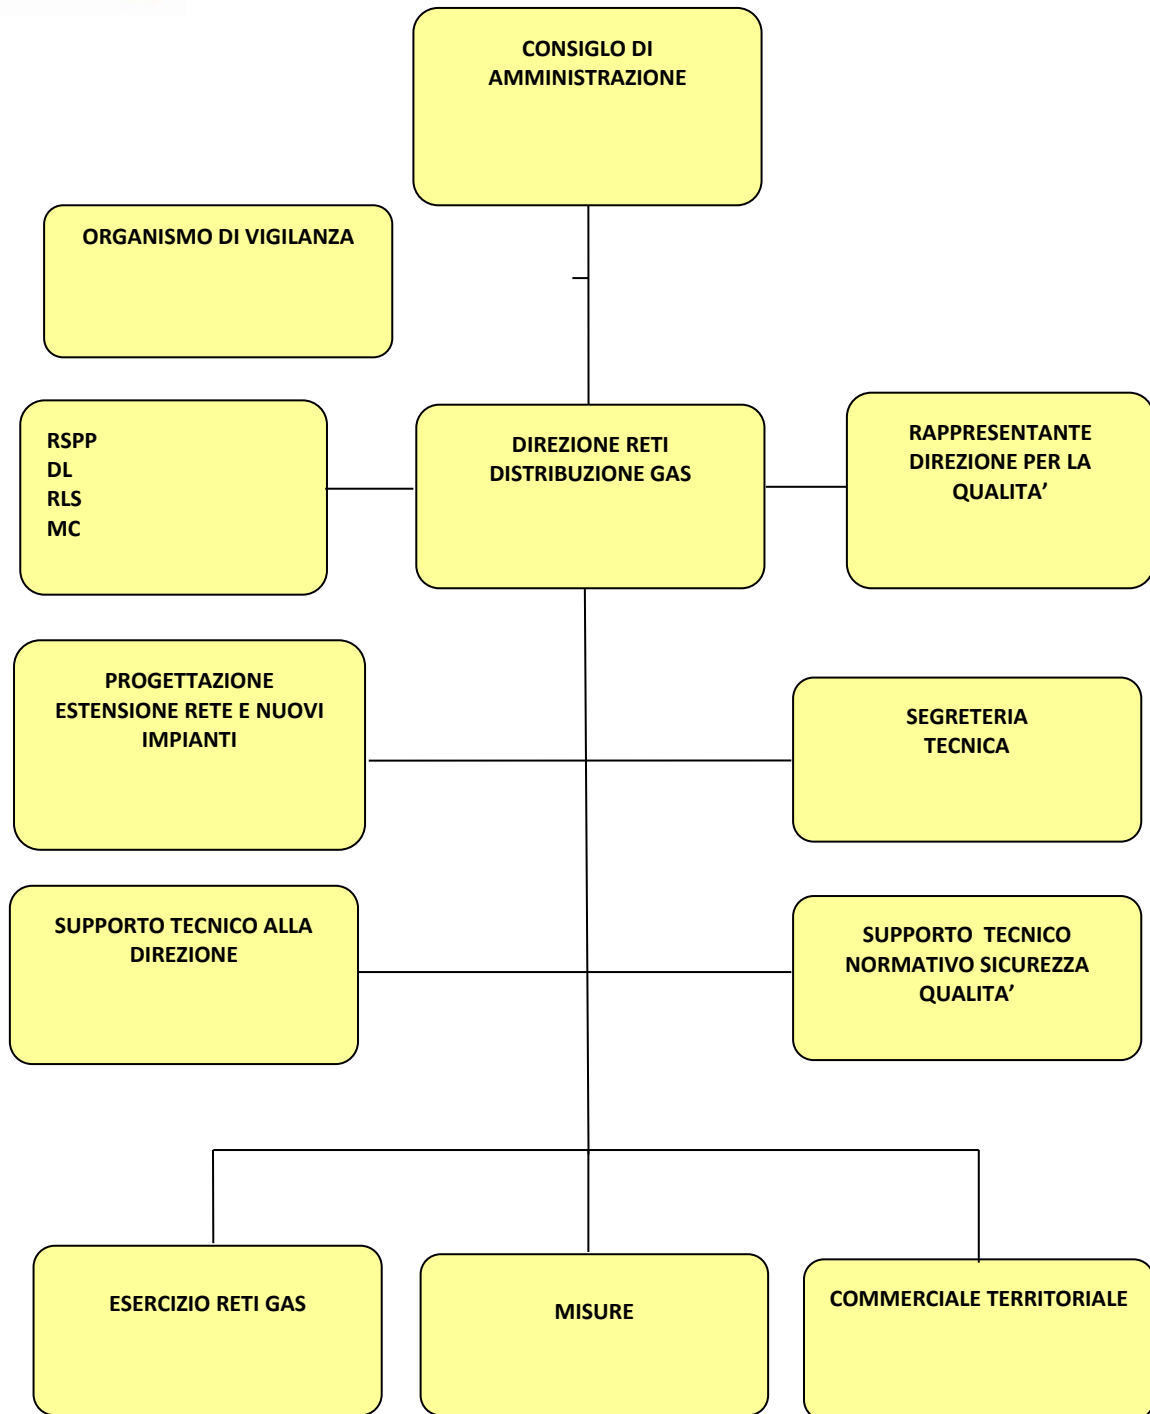 CONSIGLO DI
AMMINISTRAZIONE
ORGANISMO DI VIGILANZA
RSPP
DL
RLS
MC
DIREZIONE RETI
DISTRIBUZIONE GAS
RAPPRESENTANTE
DIREZIONE PER LA
QUALITA’
PROGETTAZIONE
ESTENSIONE RETE E NUOVI
IMPIANTI
SEGRETERIA
TECNICA
SUPPORTO TECNICO ALLA
DIREZIONE
SUPPORTO  TECNICO
NORMATIVO SICUREZZA
QUALITA’
ESERCIZIO RETI GAS
MISURE
COMMERCIALE TERRITORIALE